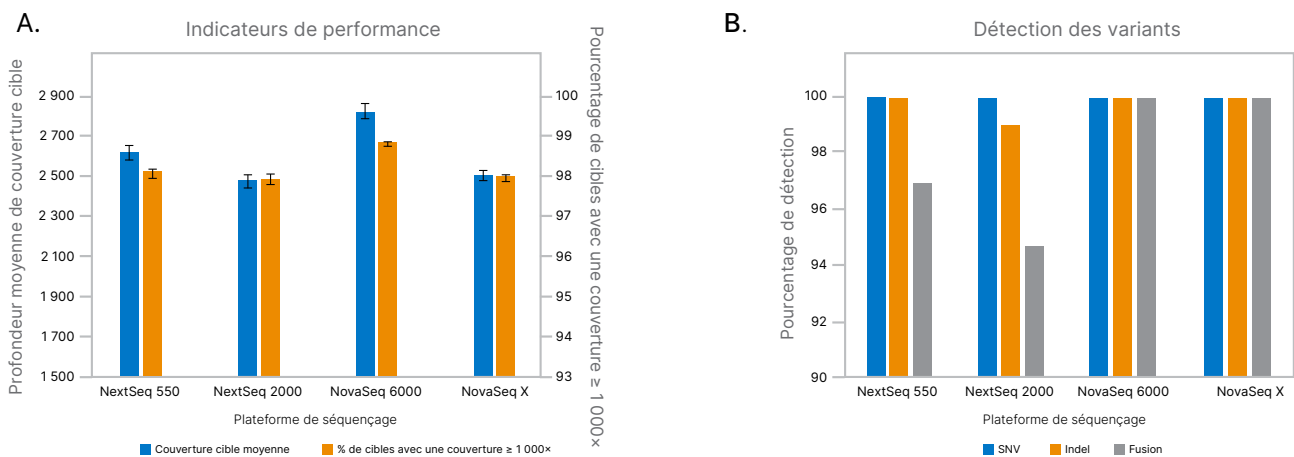 A.
Indicateurs de performance
Profondeur moyenne de couverture cible
2 900
2 700
2 500
2 300
2 100
1 900
1 700
1 500
100
99
98
97
96
95
94
93
Pourcentage de cibles avec une couverture ≥ 1 000×
NextSeq 550 NextSeq 2000 NovaSeq 6000 NovaSeq X
Plateforme de séquençage
Couverture cible moyenne % de cibles avec une couverture ≥ 1 000×
B.
Détection des variants
Pourcentage de détection
100
98
96
94
92
90
NextSeq 550 NextSeq 2000 NovaSeq 6000 NovaSeq X
Plateforme de séquençage
SNV Indel Fusion